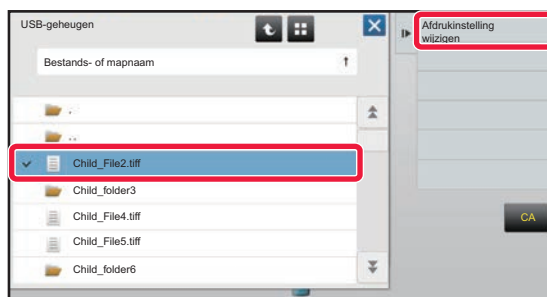 USB-geheugen
Bestands- of mapnaam
.
..
Child_File2.tiff
Child_folder3
Child_File4.tiff
Child_File5.tiff
Child_folder6
Afdrukinstelling
wijzigen
CA